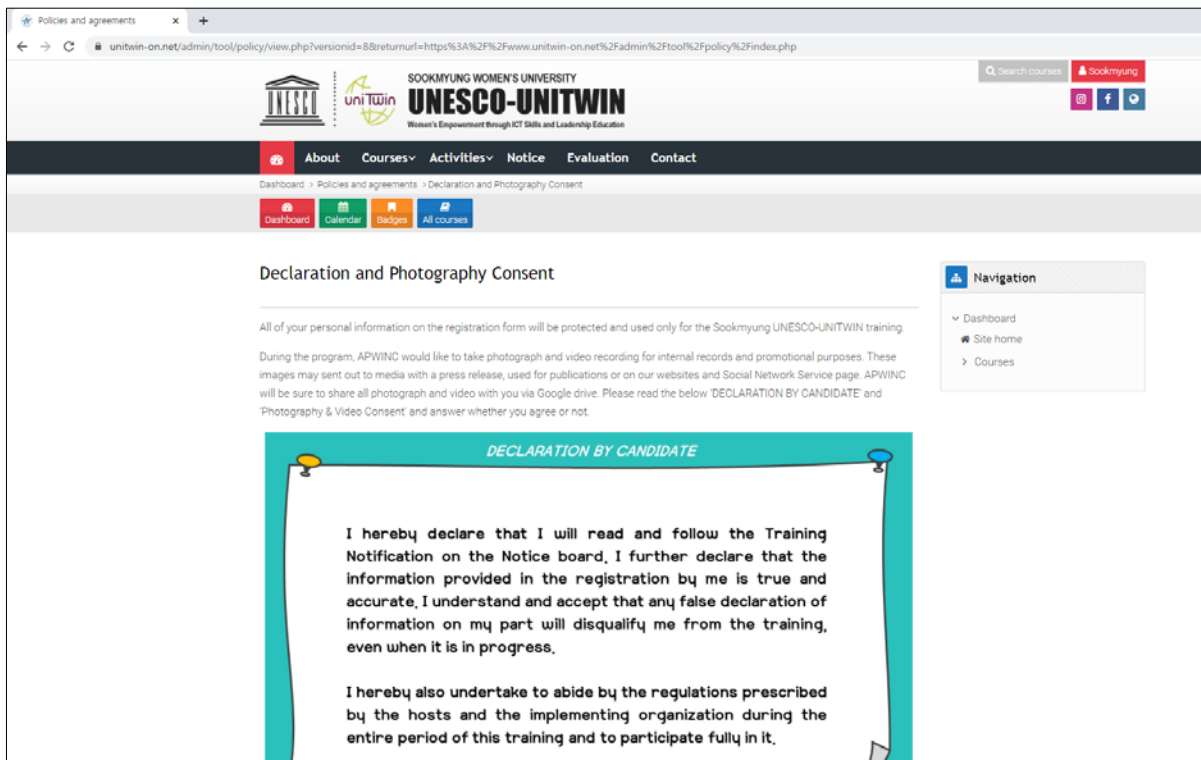 Policies and agreements
unitwin-on.net/admin/tool/policy/view.php?versionid=8&returnurl=https%3A%2F%2Fwww.unitwin-on.net%2Fadmin%2Ftool%2Fpolicy%2Findex.php
UNESCO
uniTwin
SOOKMYUNG WOMEN'S UNIVERSITY
UNESCO-UNITWIN
Women's Empowerment through ICT Skills and Leadership Education
Search courses
Sookmyung
About Courses Activities Notice Evaluation Contact
Dashboard > Policies and agreements > Declaration and Photography Consent
Dashboard Calendar Badges All courses
Declaration and Photography Consent
All of your personal information on the registration form will be protected and used only for the Sookmyung UNESCO-UNITWIN training.
During the program, APWINC would like to take photograph and video recording for internal records and promotional purposes. These
images may sent out to media with a press release, used for publications or on our websites and Social Network Service page. APWINC
will be sure to share all photograph and video with you via Google drive. Please read the below 'DECLARATION BY CANDIDATE' and
'Photography & Video Consent' and answer whether you agree or not.
Navigation
Dashboard
Site home
Courses
DECLARATION BY CANDIDATE
I hereby declare that I will read and follow the Training
Notification on the Notice board. I further declare that the
information provided in the registration by me is true and
accurate. I understand and accept that any false declaration of
information on my part will disqualify me from the training,
even when it is in progress.
I hereby also undertake to abide by the regulations prescribed
by the hosts and the implementing organization during the
entire period of this training and to participate fully in it.